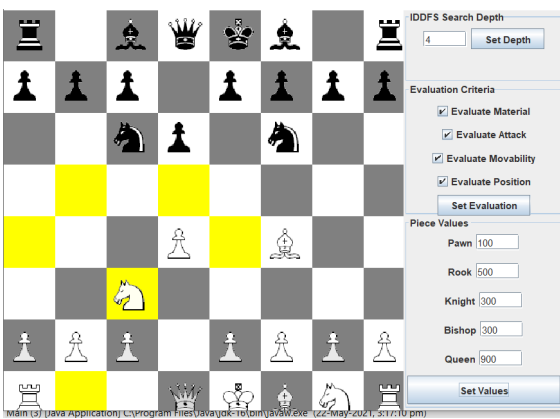 IDDFS Search Depth
4 Set Depth
Evaluation Criteria
Evaluate Material
Evaluate Attack
Evaluate Movability
Evaluate Position
Set Evaluation
Piece Values
Pawn 100
Rook 500
Knight 300
Bishop 300
Queen 900
Set Values
Main (3) [Java Application] C:\Program Files\Java\jdk-16\bin\javaw.exe (22-May-2021, 3:17:10 pm)